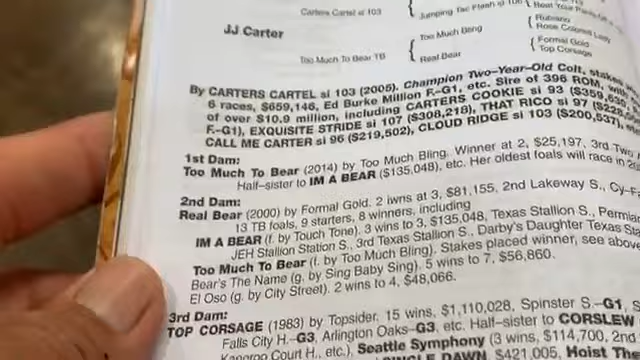 Carters Cartel si 103
Jumping Tac Flash si 106
Rubiano
Rose Colored Lady
JJ Carter
Too Much Bling
Too Much To Bear TB
Real Bear
Formal Gold
Top Corsage
By CARTERS CARTEL si 103 (2005). Champion Two-Year-Old Colt, stakes
6 races, $659,146, Ed Burke Million F.-G1, etc. Sire of 396 ROM,
of over $10.9 million, including CARTERS COOKIE si 93
F.-G1), EXQUISITE STRIDE si 107 ($308,218), THAT RICO si 97
CALL ME CARTER si 96 ($219,502), CLOUD RIDGE si 103 ($200,537),
1st Dam:
Too Much To Bear (2014) by Too Much Bling. Winner at 2, $25,197, 3rd Two
Half-sister to IM A BEAR ($135,048), etc. Her oldest foals will race in
2nd Dam:
Real Bear (2000) by Formal Gold. 2 iwns at 3, $81,155, 2nd Lakeway S., Cy-F
13 TB foals, 9 starters, 8 winners, including
IM A BEAR (f. by Touch Tone). 3 wins to 3, $135,048, Texas Stallion S.,
JEH Stallion Station S., 3rd Texas Stallion S., Darby's Daughter Texas
Too Much To Bear (f. by Too Much Bling). Stakes placed winner, see above
Bear's The Name (g. by Sing Baby Sing). 5 wins to 7, $56,860.
El Oso (g. by City Street). 2 wins to 4, $48,066.
3rd Dam:
TOP CORSAGE (1983) by Topsider. 15 wins, $1,110,028, Spinster S.-G1,
Falls City H.-G3, Arlington Oaks-G3, etc. Half-sister to CORSLEW
Court H., etc.), Seattle Symphony (3 wins, $114,700, 2nd
DAWN, $421,005, Moist The